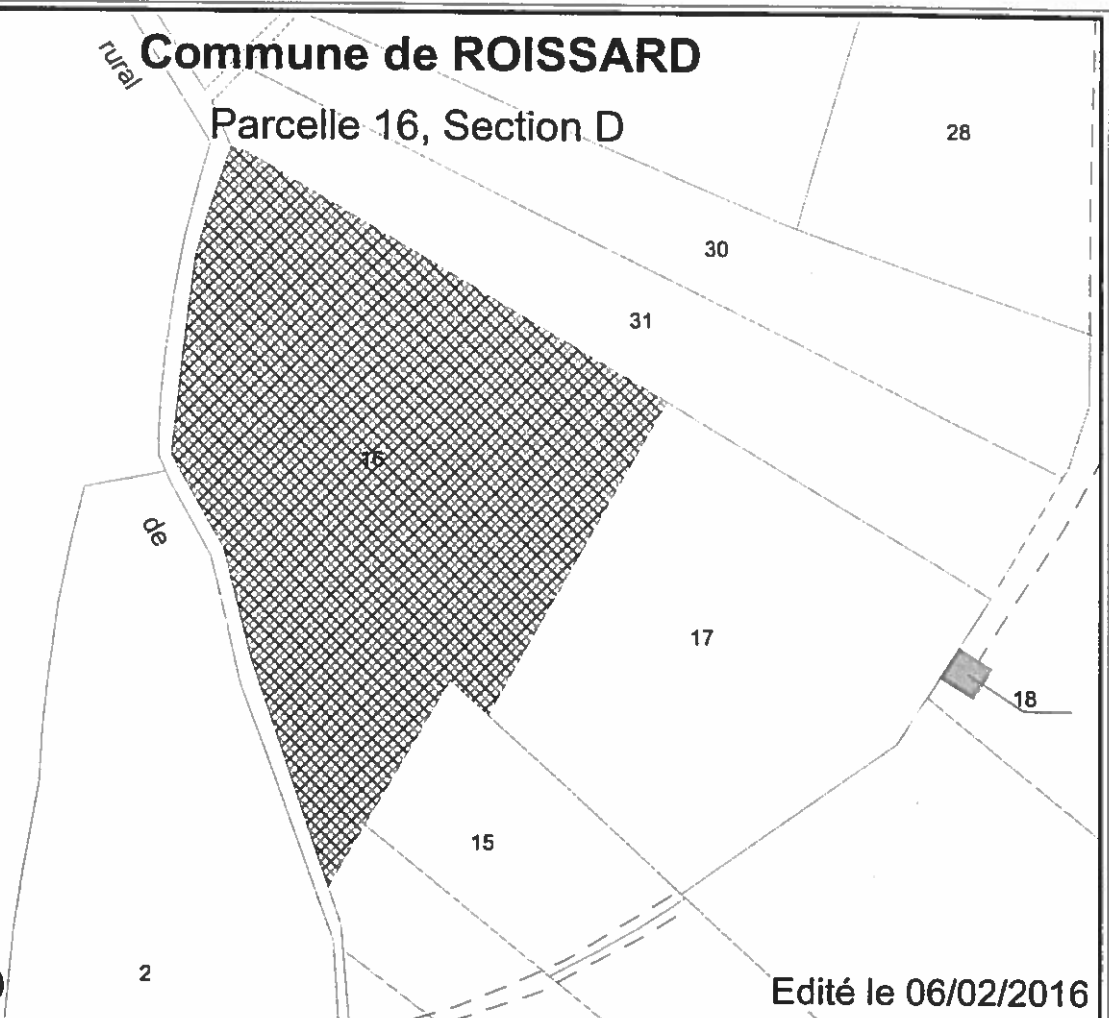 rural
Commune de ROISSARD
Parcelle 16, Section D
28
30
31
16
de
17
18
15
2
Edité le 06/02/2016